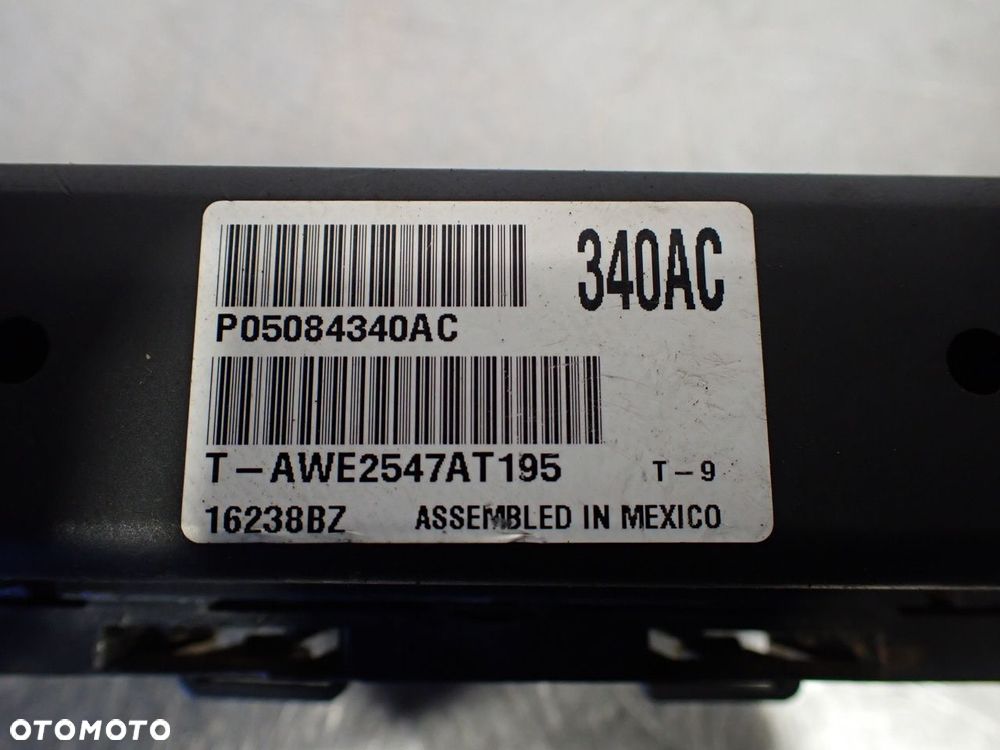 340AC
P05084340AC
T-AWE2547AT195 T-9
16238BZ ASSEMBLED IN MEXICO
OTOMOTO